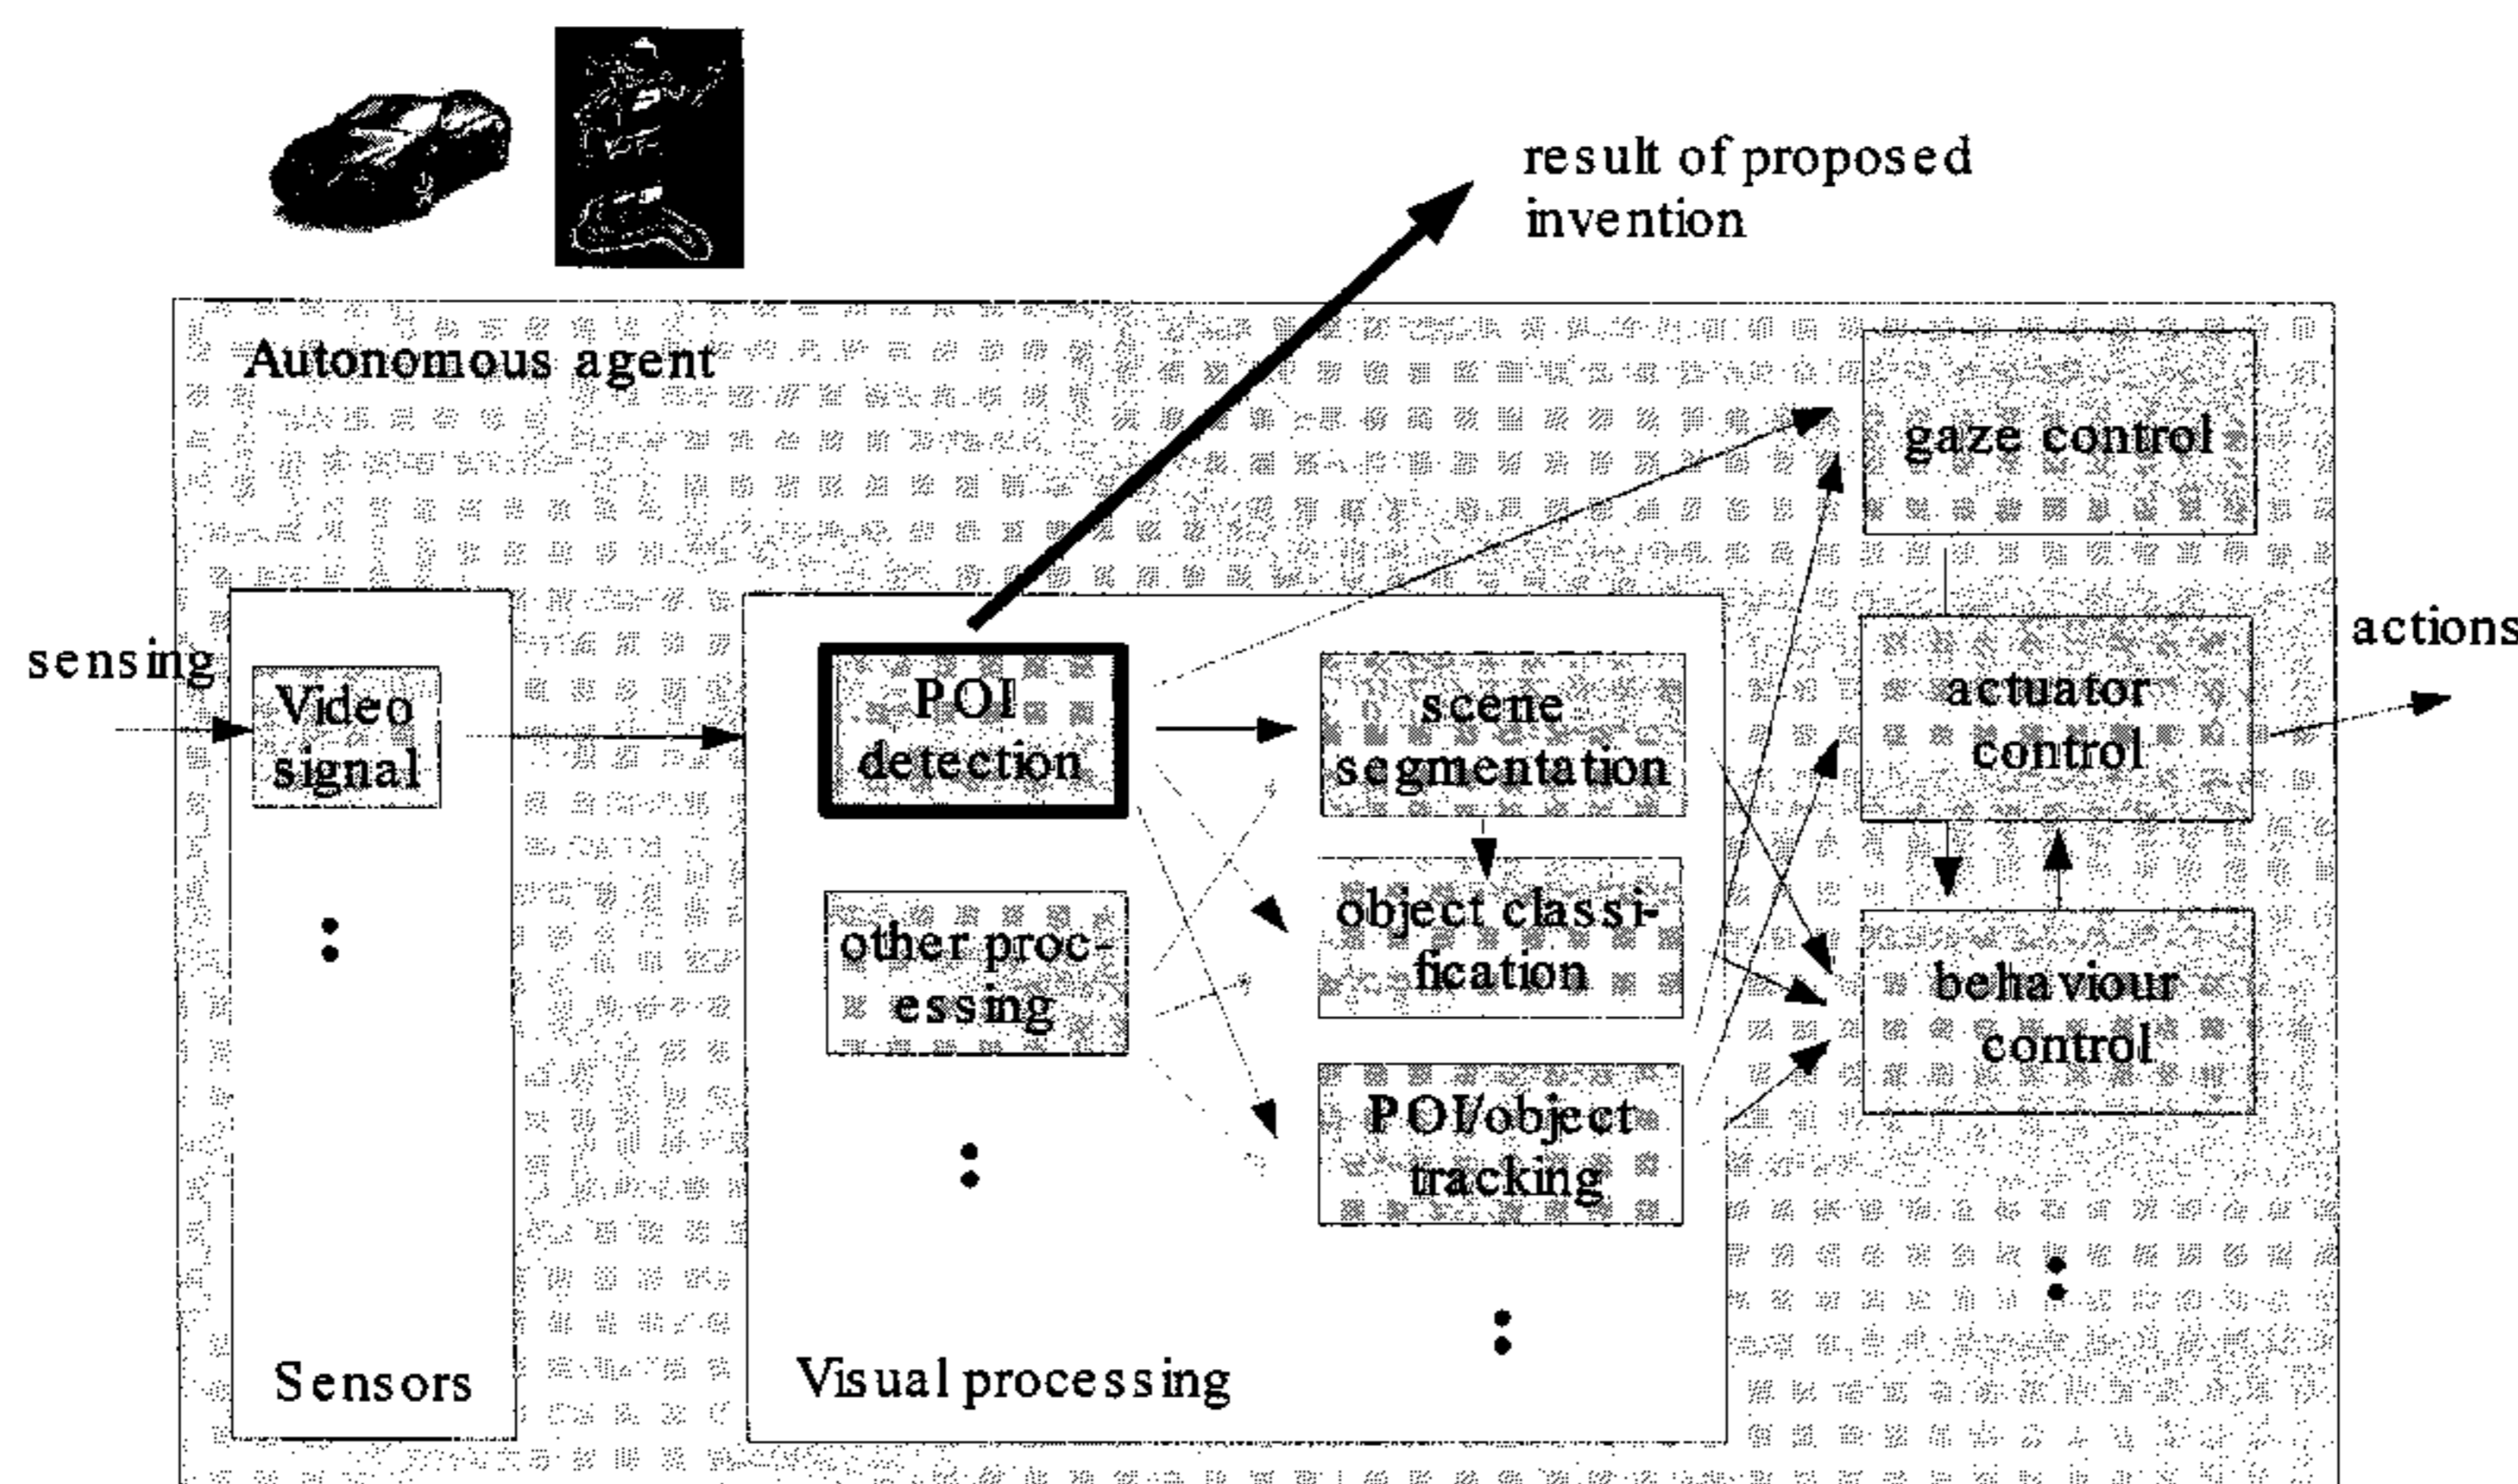 result of proposed
invention
Autonomous agent
gaze control
sensing
actions
Video
signal
POI
detection
scene
segmentation
actuator
control
other proc-
essing
object classi-
fication
behaviour
control
POI/object
tracking
Sensors
Visual processing